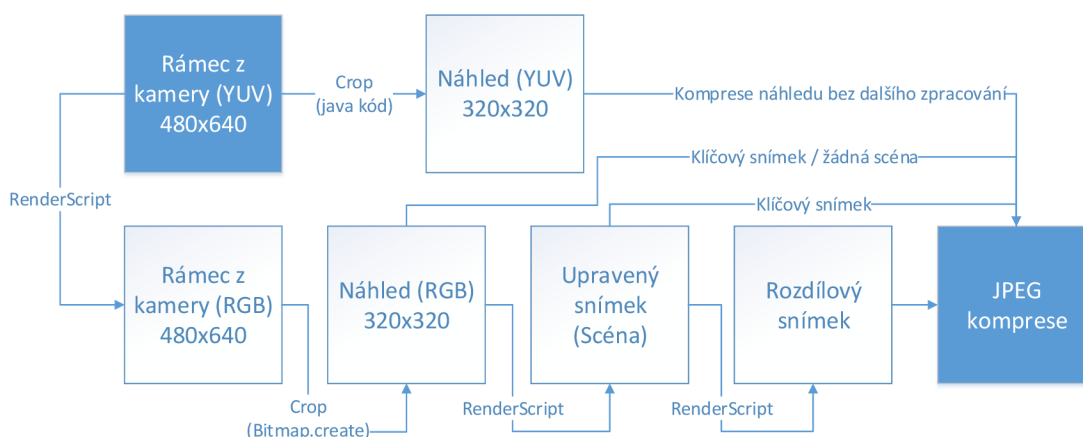 Rámec z
kamery (YUV)
480x640
Crop
(java kód)
Náhled (YUV)
320x320
Komprese náhledu bez dalšího zpracování
Klíčový snímek / žádná scéna
RenderScript
Klíčový snímek
Rámec z
kamery (RGB)
480x640
Náhled (RGB)
320x320
Upravený
snímek
(Scéna)
Rozdílový
snímek
JPEG
komprese
Crop
(Bitmap.create)
RenderScript
RenderScript